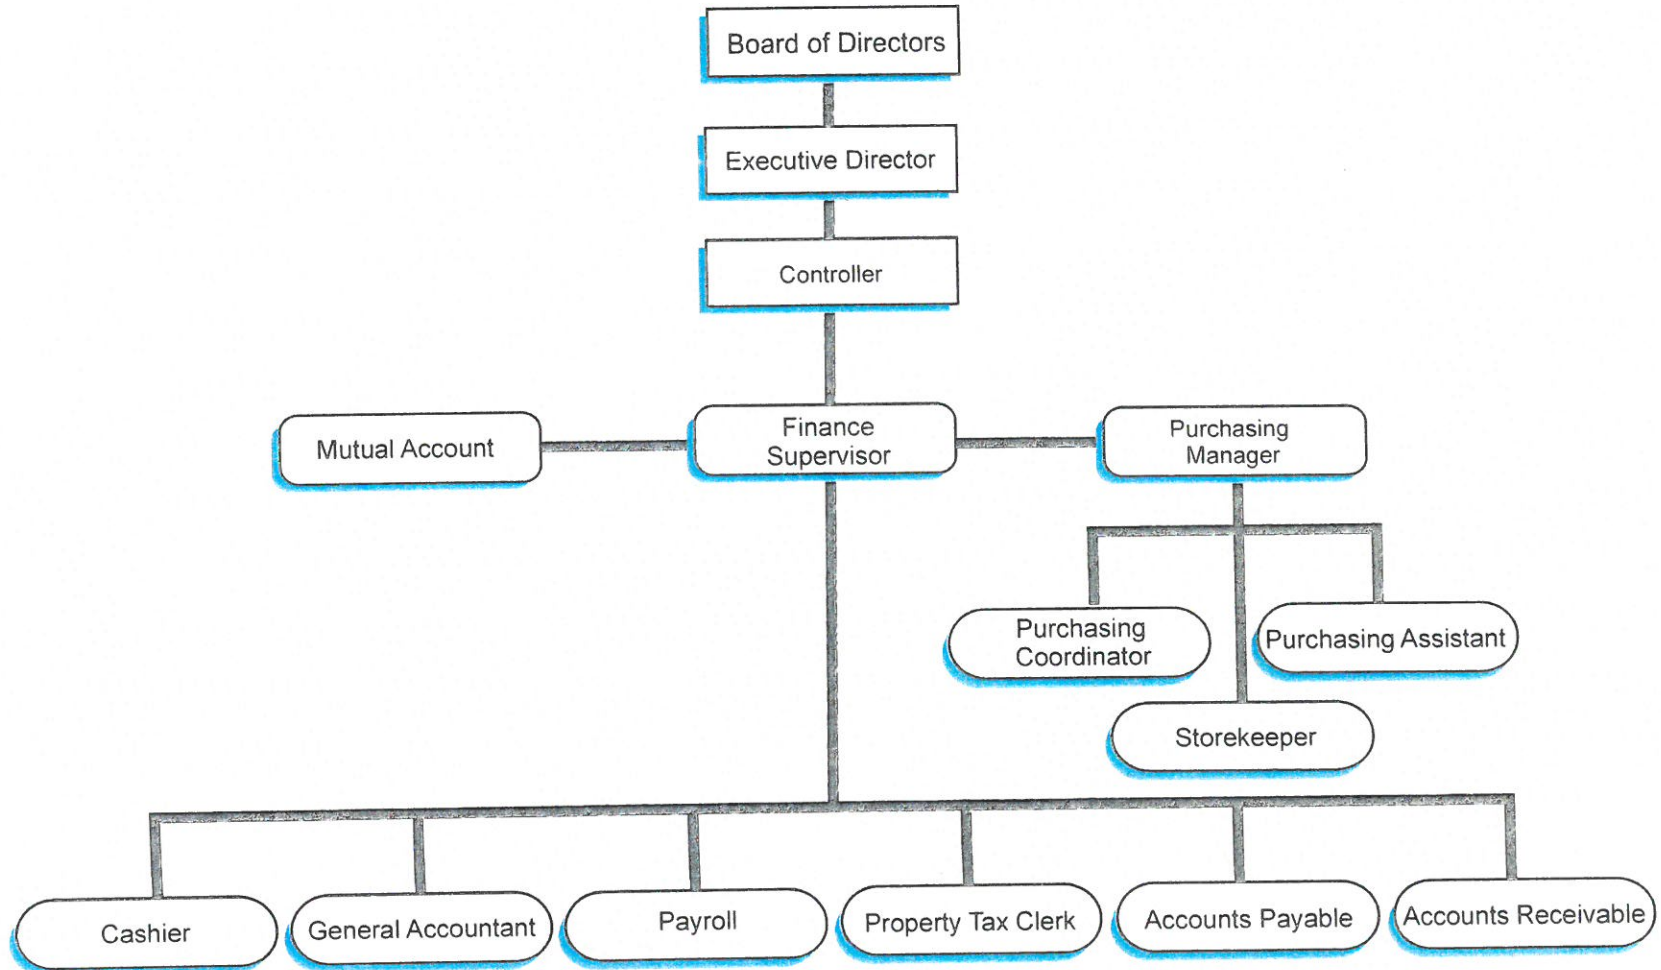 Board of Directors
Executive Director
Controller
Mutual Account
Finance
Supervisor
Purchasing
Manager
Purchasing
Coordinator
Purchasing Assistant
Storekeeper
Cashier
General Accountant
Payroll
Property Tax Clerk
Accounts Payable
Accounts Receivable